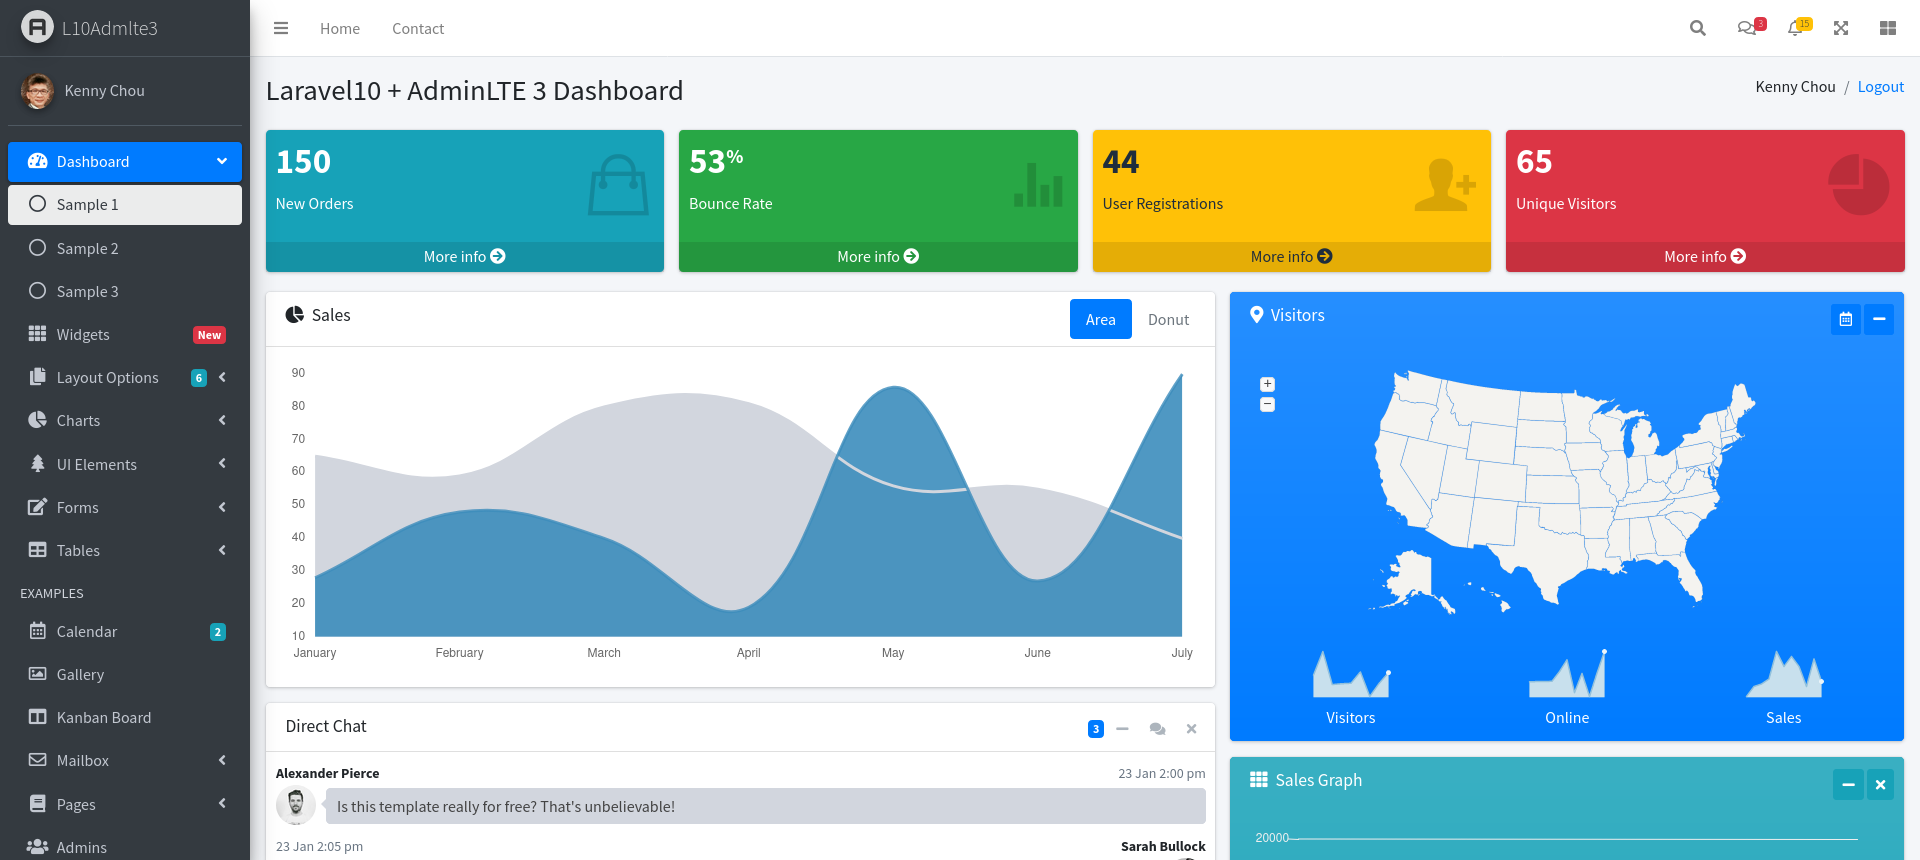 L10Admlte3
Kenny Chou
Dashboard
Sample 1
Sample 2
Sample 3
Widgets New
Layout Options 6
Charts
UI Elements
Forms
Tables
EXAMPLES
Calendar 2
Gallery
Kanban Board
Mailbox
Pages
Admins
Home Contact
3 15
Laravel10 + AdminLTE 3 Dashboard
Kenny Chou / Logout
150
New Orders
More info
53%
Bounce Rate
More info
44
User Registrations
More info
65
Unique Visitors
More info
Sales
Area Donut
90
80
70
60
50
40
30
20
10
January February March April May June July
Direct Chat
3
Alexander Pierce 23 Jan 2:00 pm
Is this template really for free? That's unbelievable!
23 Jan 2:05 pm Sarah Bullock
Visitors
+
−
Visitors Online Sales
Sales Graph
20000